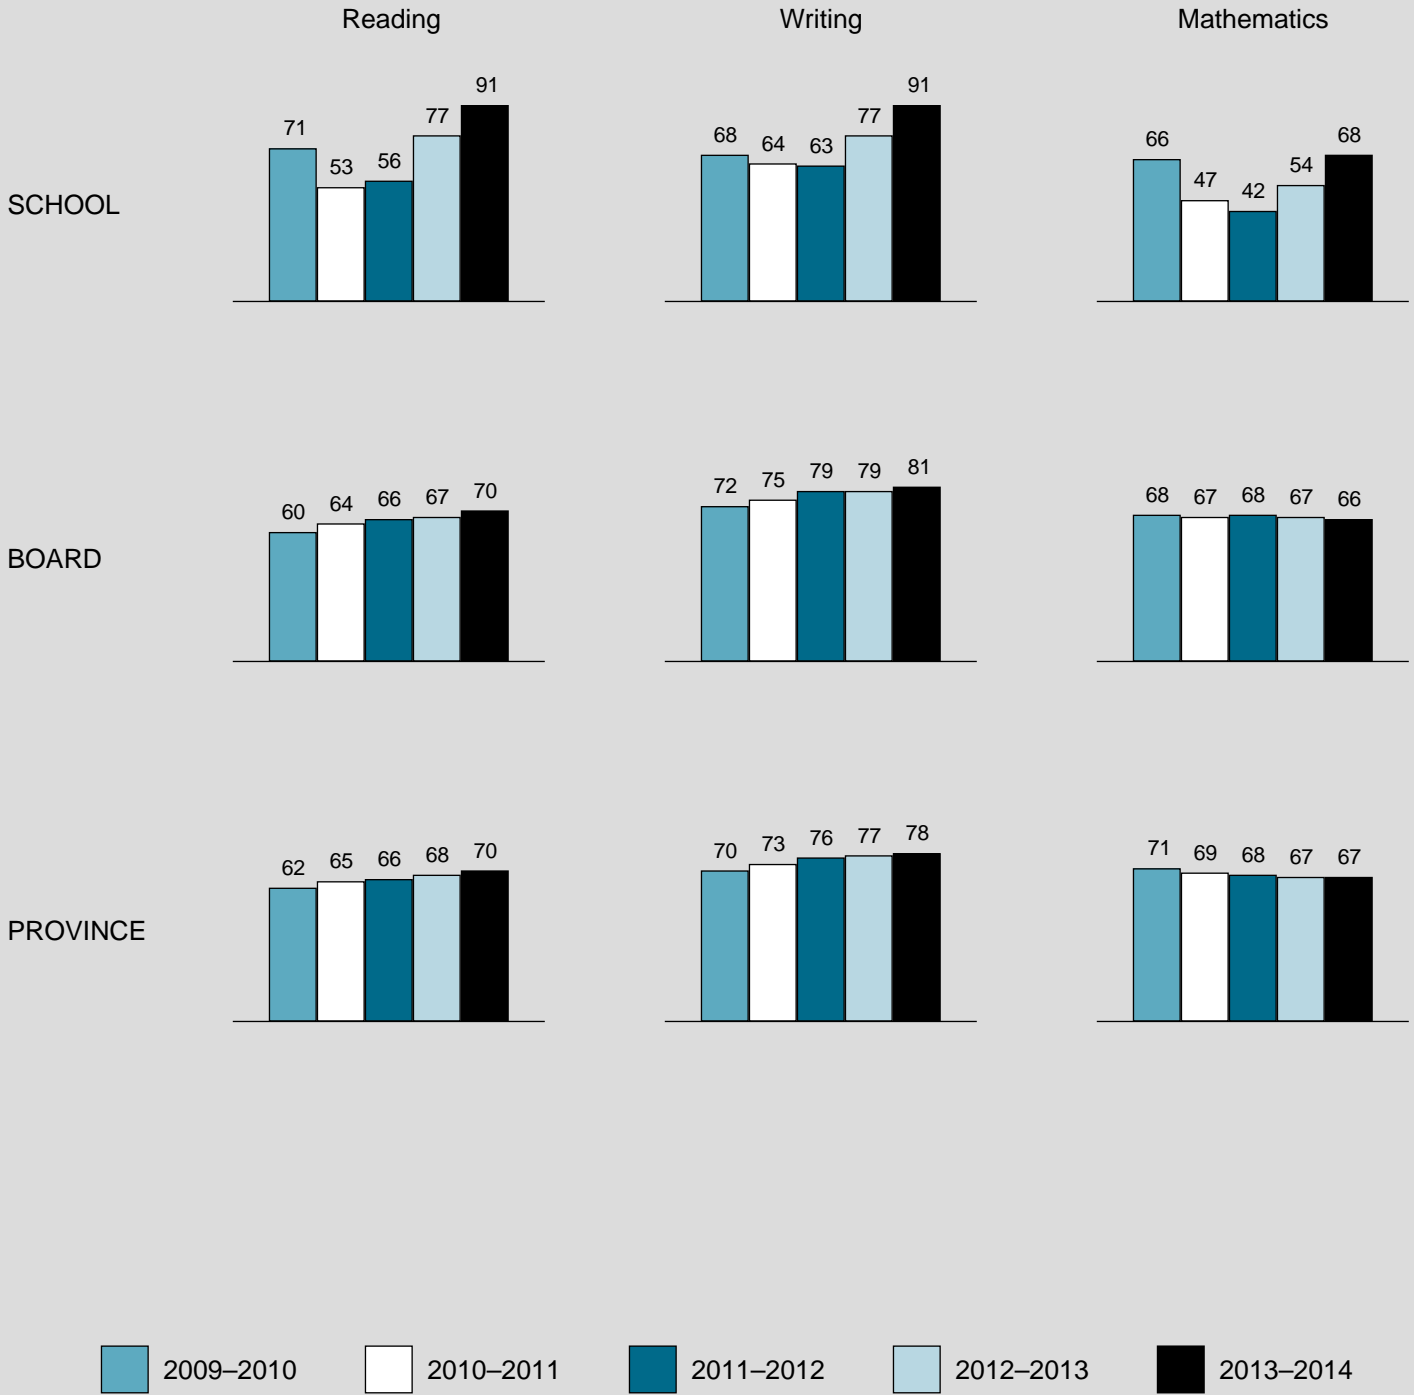 Reading Writing Mathematics
SCHOOL
71 53 56 77 91
68 64 63 77 91
66 47 42 54 68
BOARD
60 64 66 67 70
72 75 79 79 81
68 67 68 67 66
PROVINCE
62 65 66 68 70
70 73 76 77 78
71 69 68 67 67
2009–2010 2010–2011 2011–2012 2012–2013 2013–2014